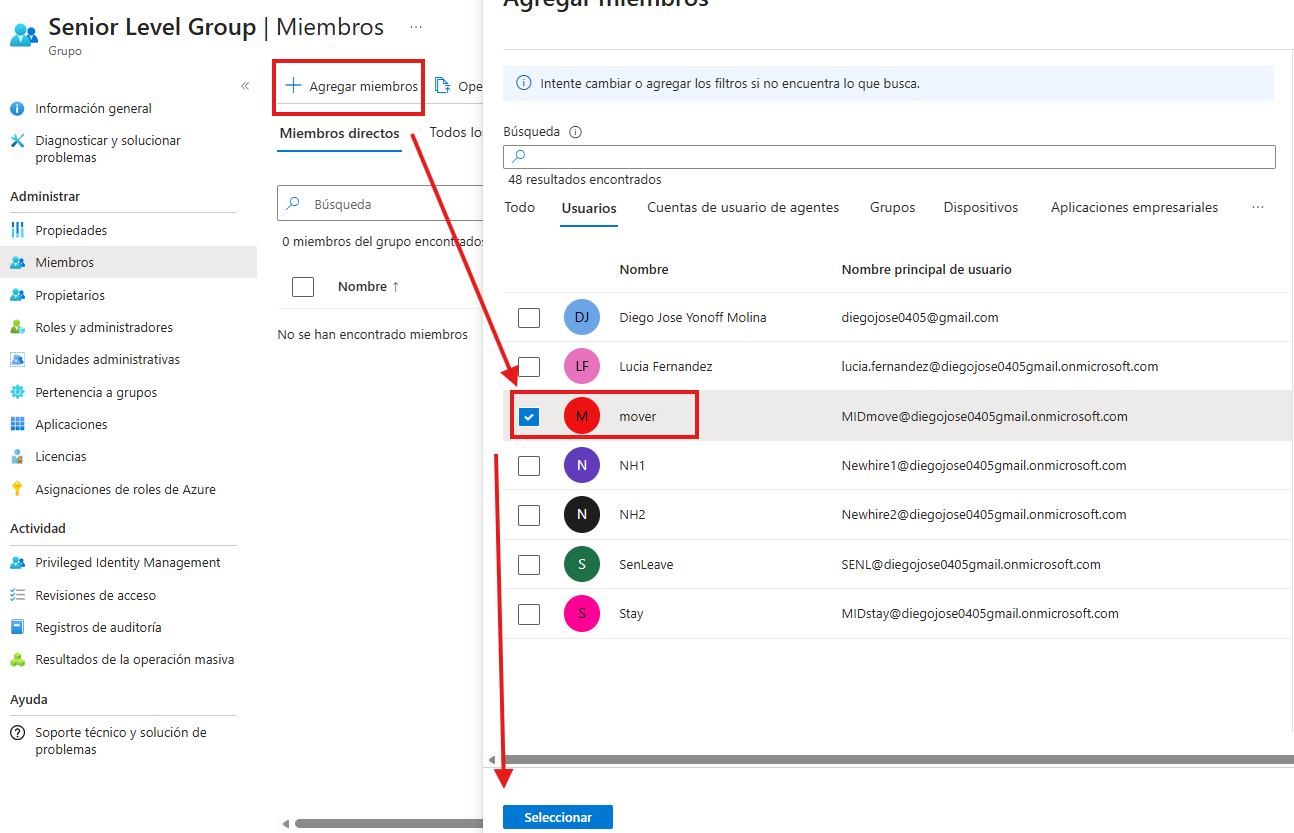 Senior Level Group | Miembros ...
Grupo
Agregar miembros
«
Agregar miembros
Ope
Intente cambiar o agregar los filtros si no encuentra lo que busca.
Información general
Diagnosticar y solucionar
problemas
Administrar
Propiedades
Miembros
Propietarios
Roles y administradores
Unidades administrativas
Pertenencia a grupos
Aplicaciones
Licencias
Asignaciones de roles de Azure
Actividad
Privileged Identity Management
Revisiones de acceso
Registros de auditoría
Resultados de la operación masiva
Ayuda
Soporte técnico y solución de
problemas
Miembros directos
Todos lo
Búsqueda
0 miembros del grupo encontrados
Nombre ↑
No se han encontrado miembros
Búsqueda
48 resultados encontrados
Todo Usuarios Cuentas de usuario de agentes Grupos Dispositivos Aplicaciones empresariales ...
Nombre Nombre principal de usuario
DJ Diego Jose Yonoff Molina diegojose0405@gmail.com
LF Lucia Fernandez lucia.fernandez@diegojose0405gmail.onmicrosoft.com
M mover MIDmove@diegojose0405gmail.onmicrosoft.com
N NH1 Newhire1@diegojose0405gmail.onmicrosoft.com
N NH2 Newhire2@diegojose0405gmail.onmicrosoft.com
S SenLeave SENL@diegojose0405gmail.onmicrosoft.com
S Stay MIDstay@diegojose0405gmail.onmicrosoft.com
Seleccionar